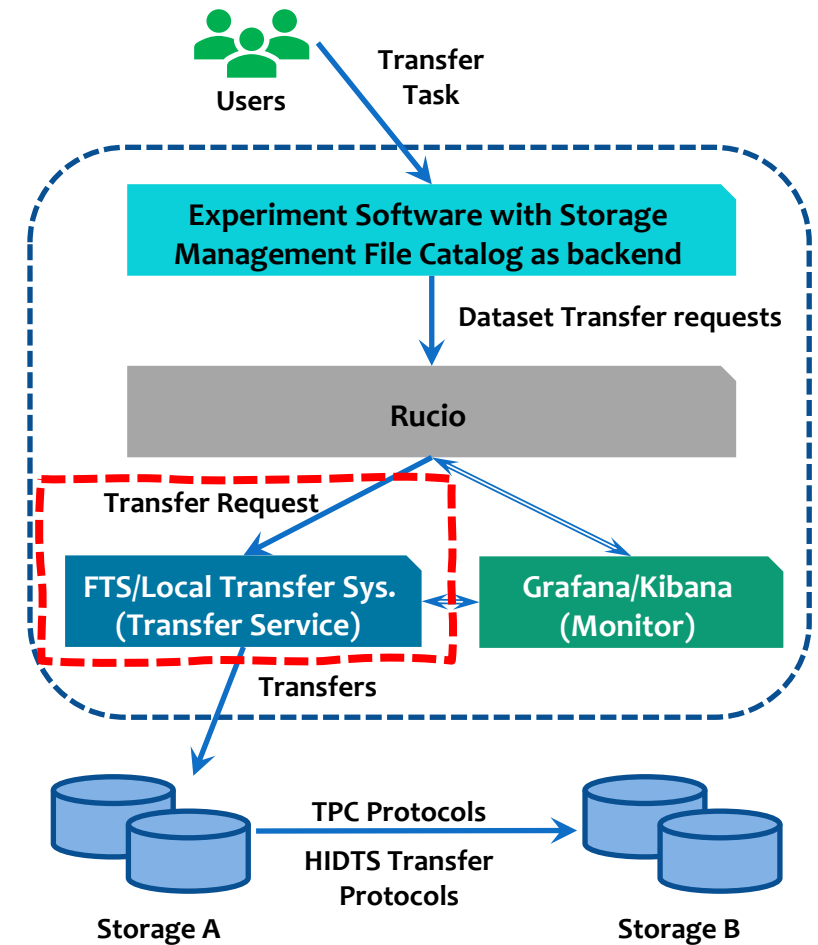 Users
Transfer
Task
Experiment Software with Storage
Management File Catalog as backend
Dataset Transfer requests
Rucio
Transfer Request
FTS/Local Transfer Sys.
(Transfer Service)
Grafana/Kibana
(Monitor)
Transfers
TPC Protocols
HIDTS Transfer
Protocols
Storage A
Storage B